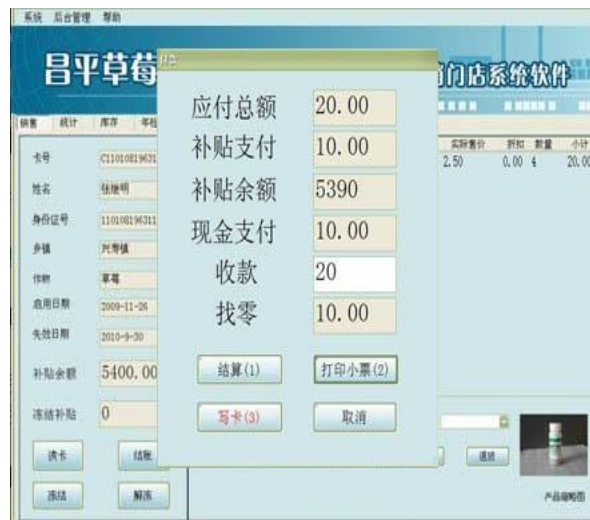 系统 后台管理 帮助
昌平草莓
门店系统软件
销售 统计 库存
卡号 C11010819631
姓名
身份证号 110108196311
乡镇 兴寿镇
作物 草莓
启用日期 2009-11-26
失效日期 2010-9-30
补贴余额 5400.00
冻结补贴 0
读卡 结账
冻结 解冻
应付总额 20.00
补贴支付 10.00
补贴余额 5390
现金支付 10.00
收款 20
找零 10.00
结算(1) 打印小票(2)
写卡(3) 取消
实际售价 折扣 数量 小计
2.50 0.00 4 20.00
产品缩略图